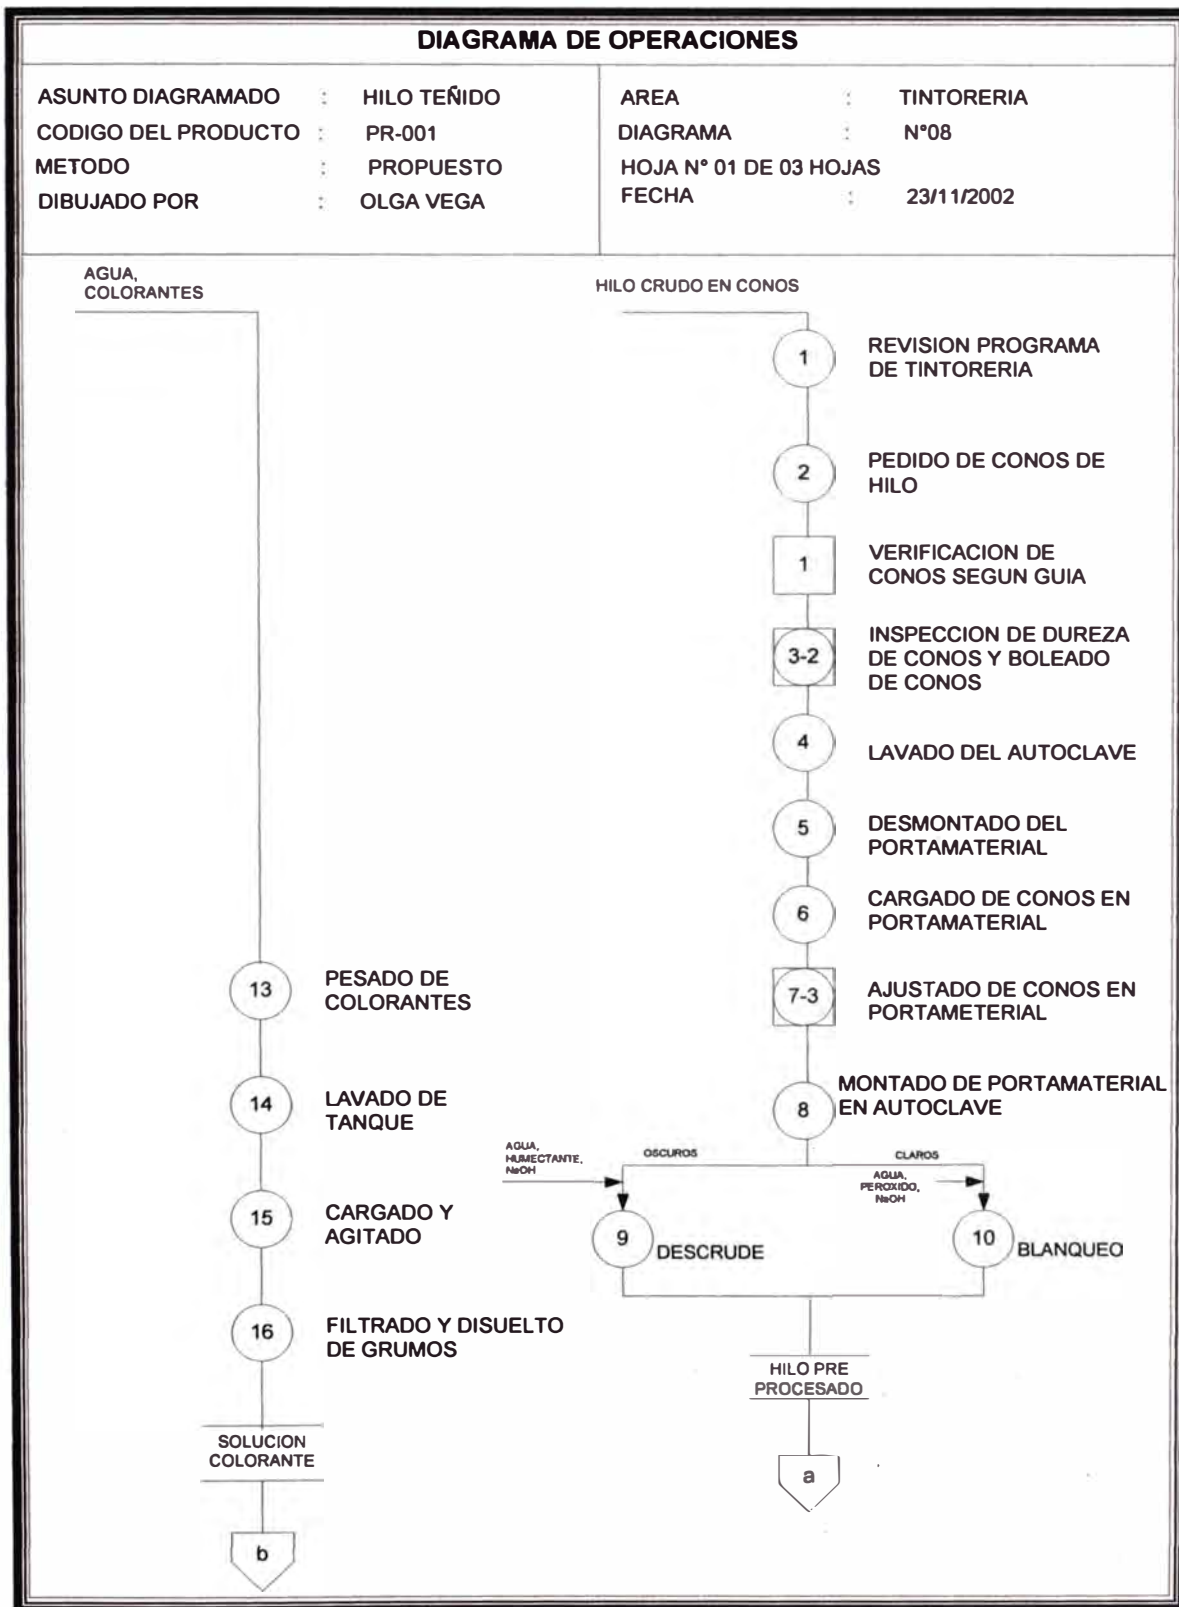 DIAGRAMA DE OPERACIONES
ASUNTO DIAGRAMADO : HILO TEÑIDO
CODIGO DEL PRODUCTO : PR-001
METODO : PROPUESTO
DIBUJADO POR : OLGA VEGA
AREA : TINTORERIA
DIAGRAMA : N°08
HOJA N° 01 DE 03 HOJAS
FECHA : 23/11/2002
AGUA,
COLORANTES
13
PESADO DE
COLORANTES
14
LAVADO DE
TANQUE
15
CARGADO Y
AGITADO
16
FILTRADO Y DISUELTO
DE GRUMOS
SOLUCION
COLORANTE
b
HILO CRUDO EN CONOS
1
REVISION PROGRAMA
DE TINTORERIA
2
PEDIDO DE CONOS DE
HILO
1
VERIFICACION DE
CONOS SEGUN GUIA
3-2
INSPECCION DE DUREZA
DE CONOS Y BOLEADO
DE CONOS
4
LAVADO DEL AUTOCLAVE
5
DESMONTADO DEL
PORTAMATERIAL
6
CARGADO DE CONOS EN
PORTAMATERIAL
7-3
AJUSTADO DE CONOS EN
PORTAMETERIAL
8
MONTADO DE PORTAMATERIAL
EN AUTOCLAVE
AGUA,
HUMECTANTE,
NaOH
OSCUROS
CLAROS
AGUA,
PEROXIDO,
NaOH
9
DESCRUDE
10
BLANQUEO
HILO PRE
PROCESADO
a